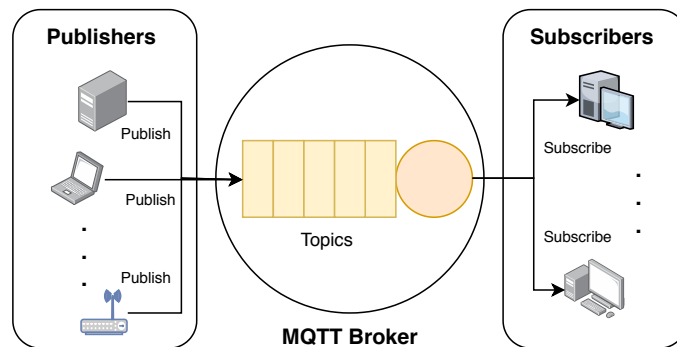 Publishers
Subscribers
Publish
Subscribe
Publish
Topics
Subscribe
Publish
MQTT Broker